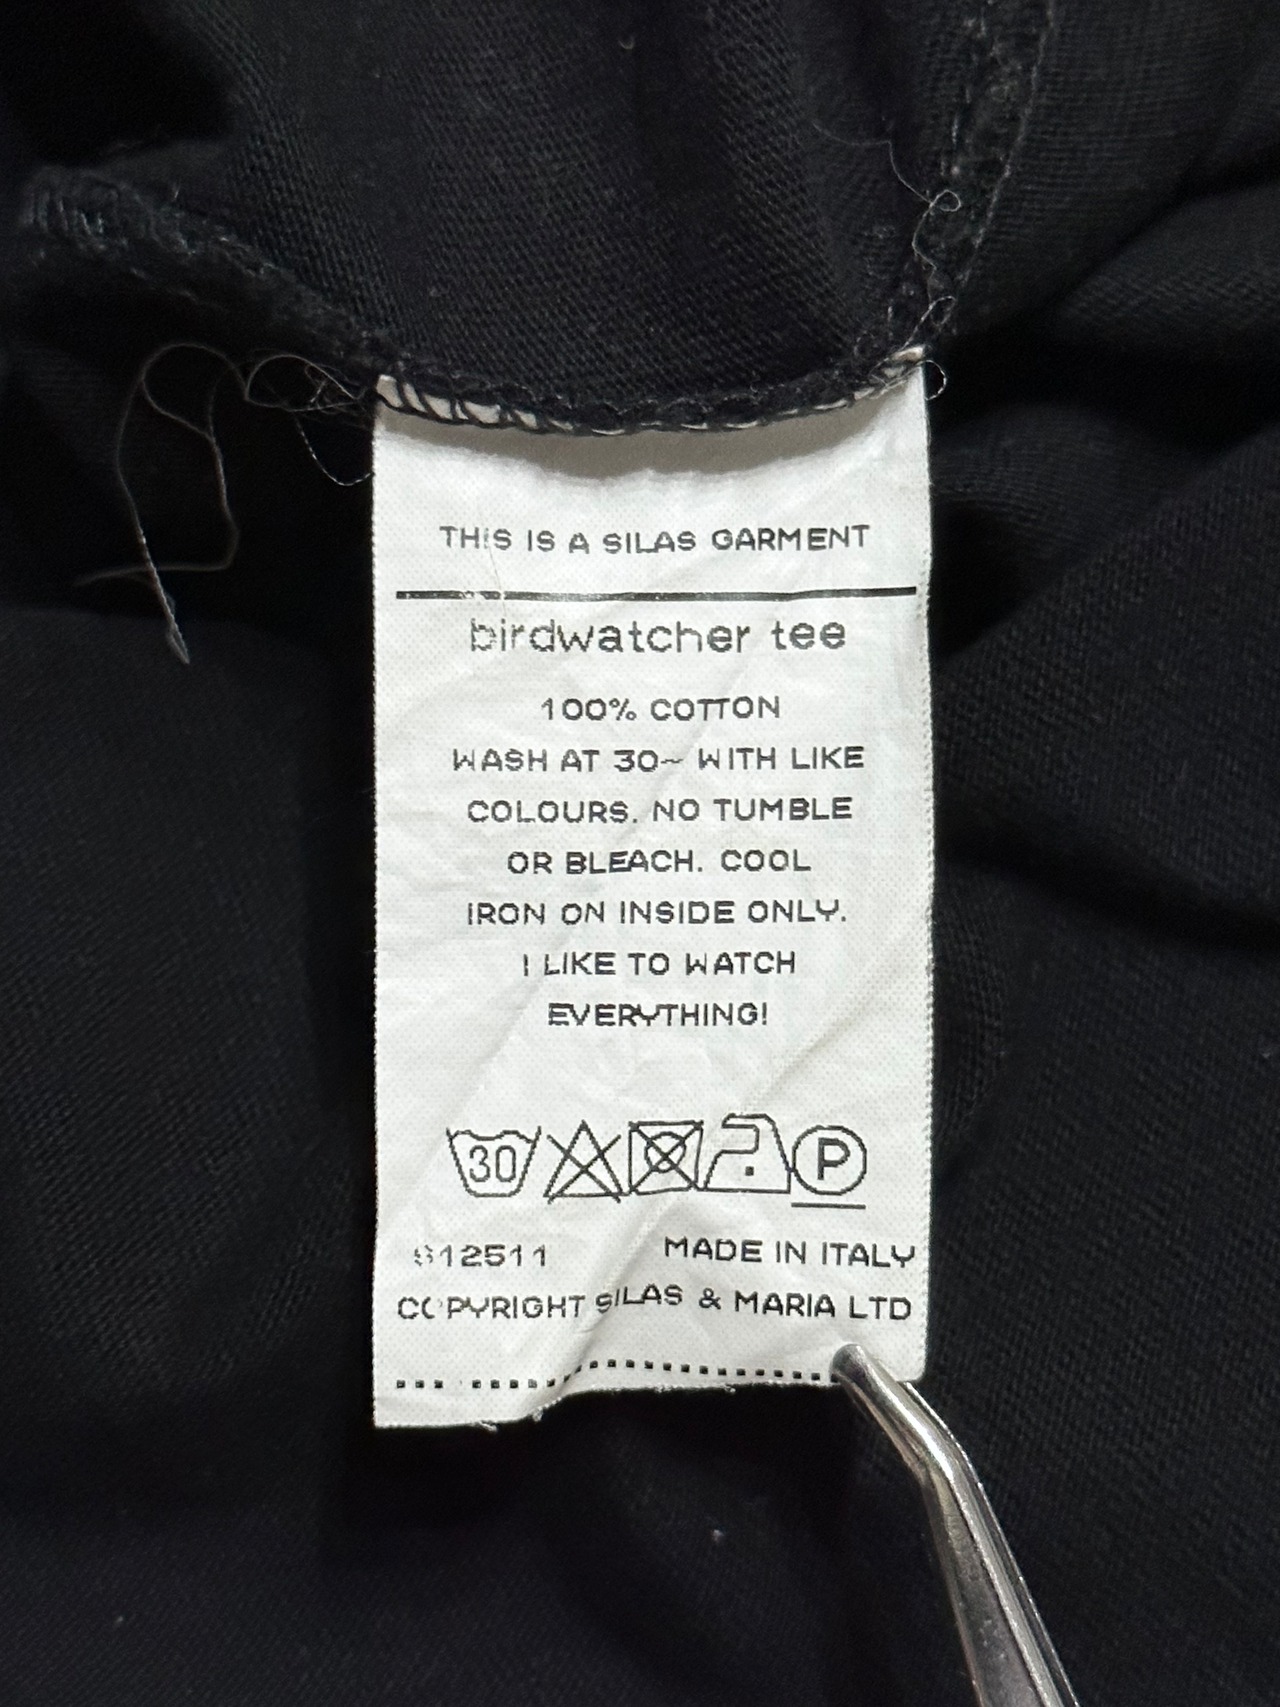 THIS IS A SILAS GARMENT
birdwatcher tee
100% COTTON
WASH AT 30~ WITH LIKE
COLOURS. NO TUMBLE
OR BLEACH. COOL
IRON ON INSIDE ONLY.
I LIKE TO WATCH
EVERYTHING!
30 P
MADE IN ITALY
COPYRIGHT SILAS & MARIA LTD